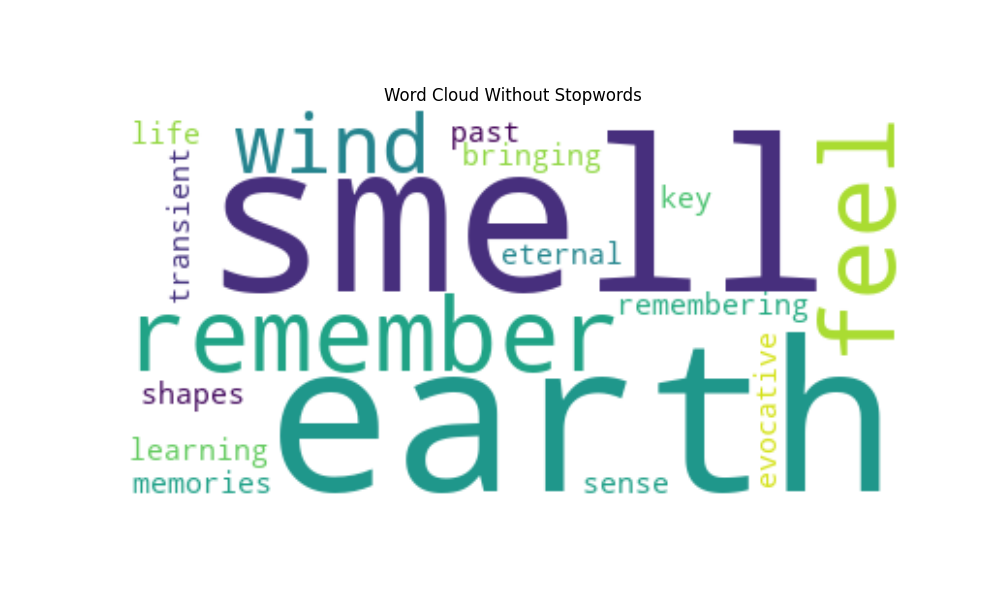 Word Cloud Without Stopwords
life
wind
past
bringing
transient
smell
key
feel
eternal
remember
remembering
shapes
earth
evocative
learning
memories
sense